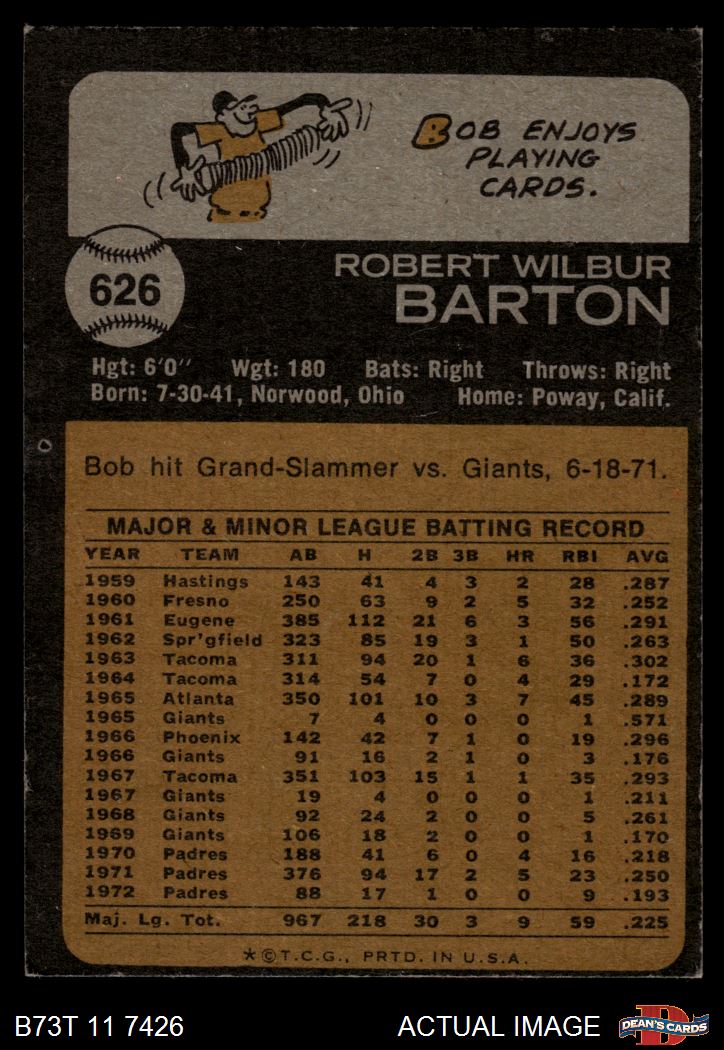 BOB ENJOYS
PLAYING
CARDS.
626
ROBERT WILBUR
BARTON
Hgt: 6'0" Wgt: 180 Bats: Right Throws: Right
Born: 7-30-41, Norwood, Ohio Home: Poway, Calif.
Bob hit Grand-Slammer vs. Giants, 6-18-71.
MAJOR & MINOR LEAGUE BATTING RECORD
YEAR TEAM AB H 2B 3B HR RBI AVG
1959 Hastings 143 41 4 3 2 28 .287
1960 Fresno 250 63 9 2 5 32 .252
1961 Eugene 385 112 21 6 3 56 .291
1962 Spr'gfield 323 85 19 3 1 50 .263
1963 Tacoma 311 94 20 1 6 36 .302
1964 Tacoma 314 54 7 0 4 29 .172
1965 Atlanta 350 101 10 3 7 45 .289
1965 Giants 7 4 0 0 0 1 .571
1966 Phoenix 142 42 7 1 0 19 .296
1966 Giants 91 16 2 1 0 3 .176
1967 Tacoma 351 103 15 1 1 35 .293
1967 Giants 19 4 0 0 0 1 .211
1968 Giants 92 24 2 0 0 5 .261
1969 Giants 106 18 2 0 0 1 .170
1970 Padres 188 41 6 0 4 16 .218
1971 Padres 376 94 17 2 5 23 .250
1972 Padres 88 17 1 0 0 9 .193
Maj. Lg. Tot. 967 218 30 3 9 59 .225
*©T.C.G., PRTD. IN U.S.A.
B73T 11 7426 ACTUAL IMAGE
D
DEAN'S CARDS